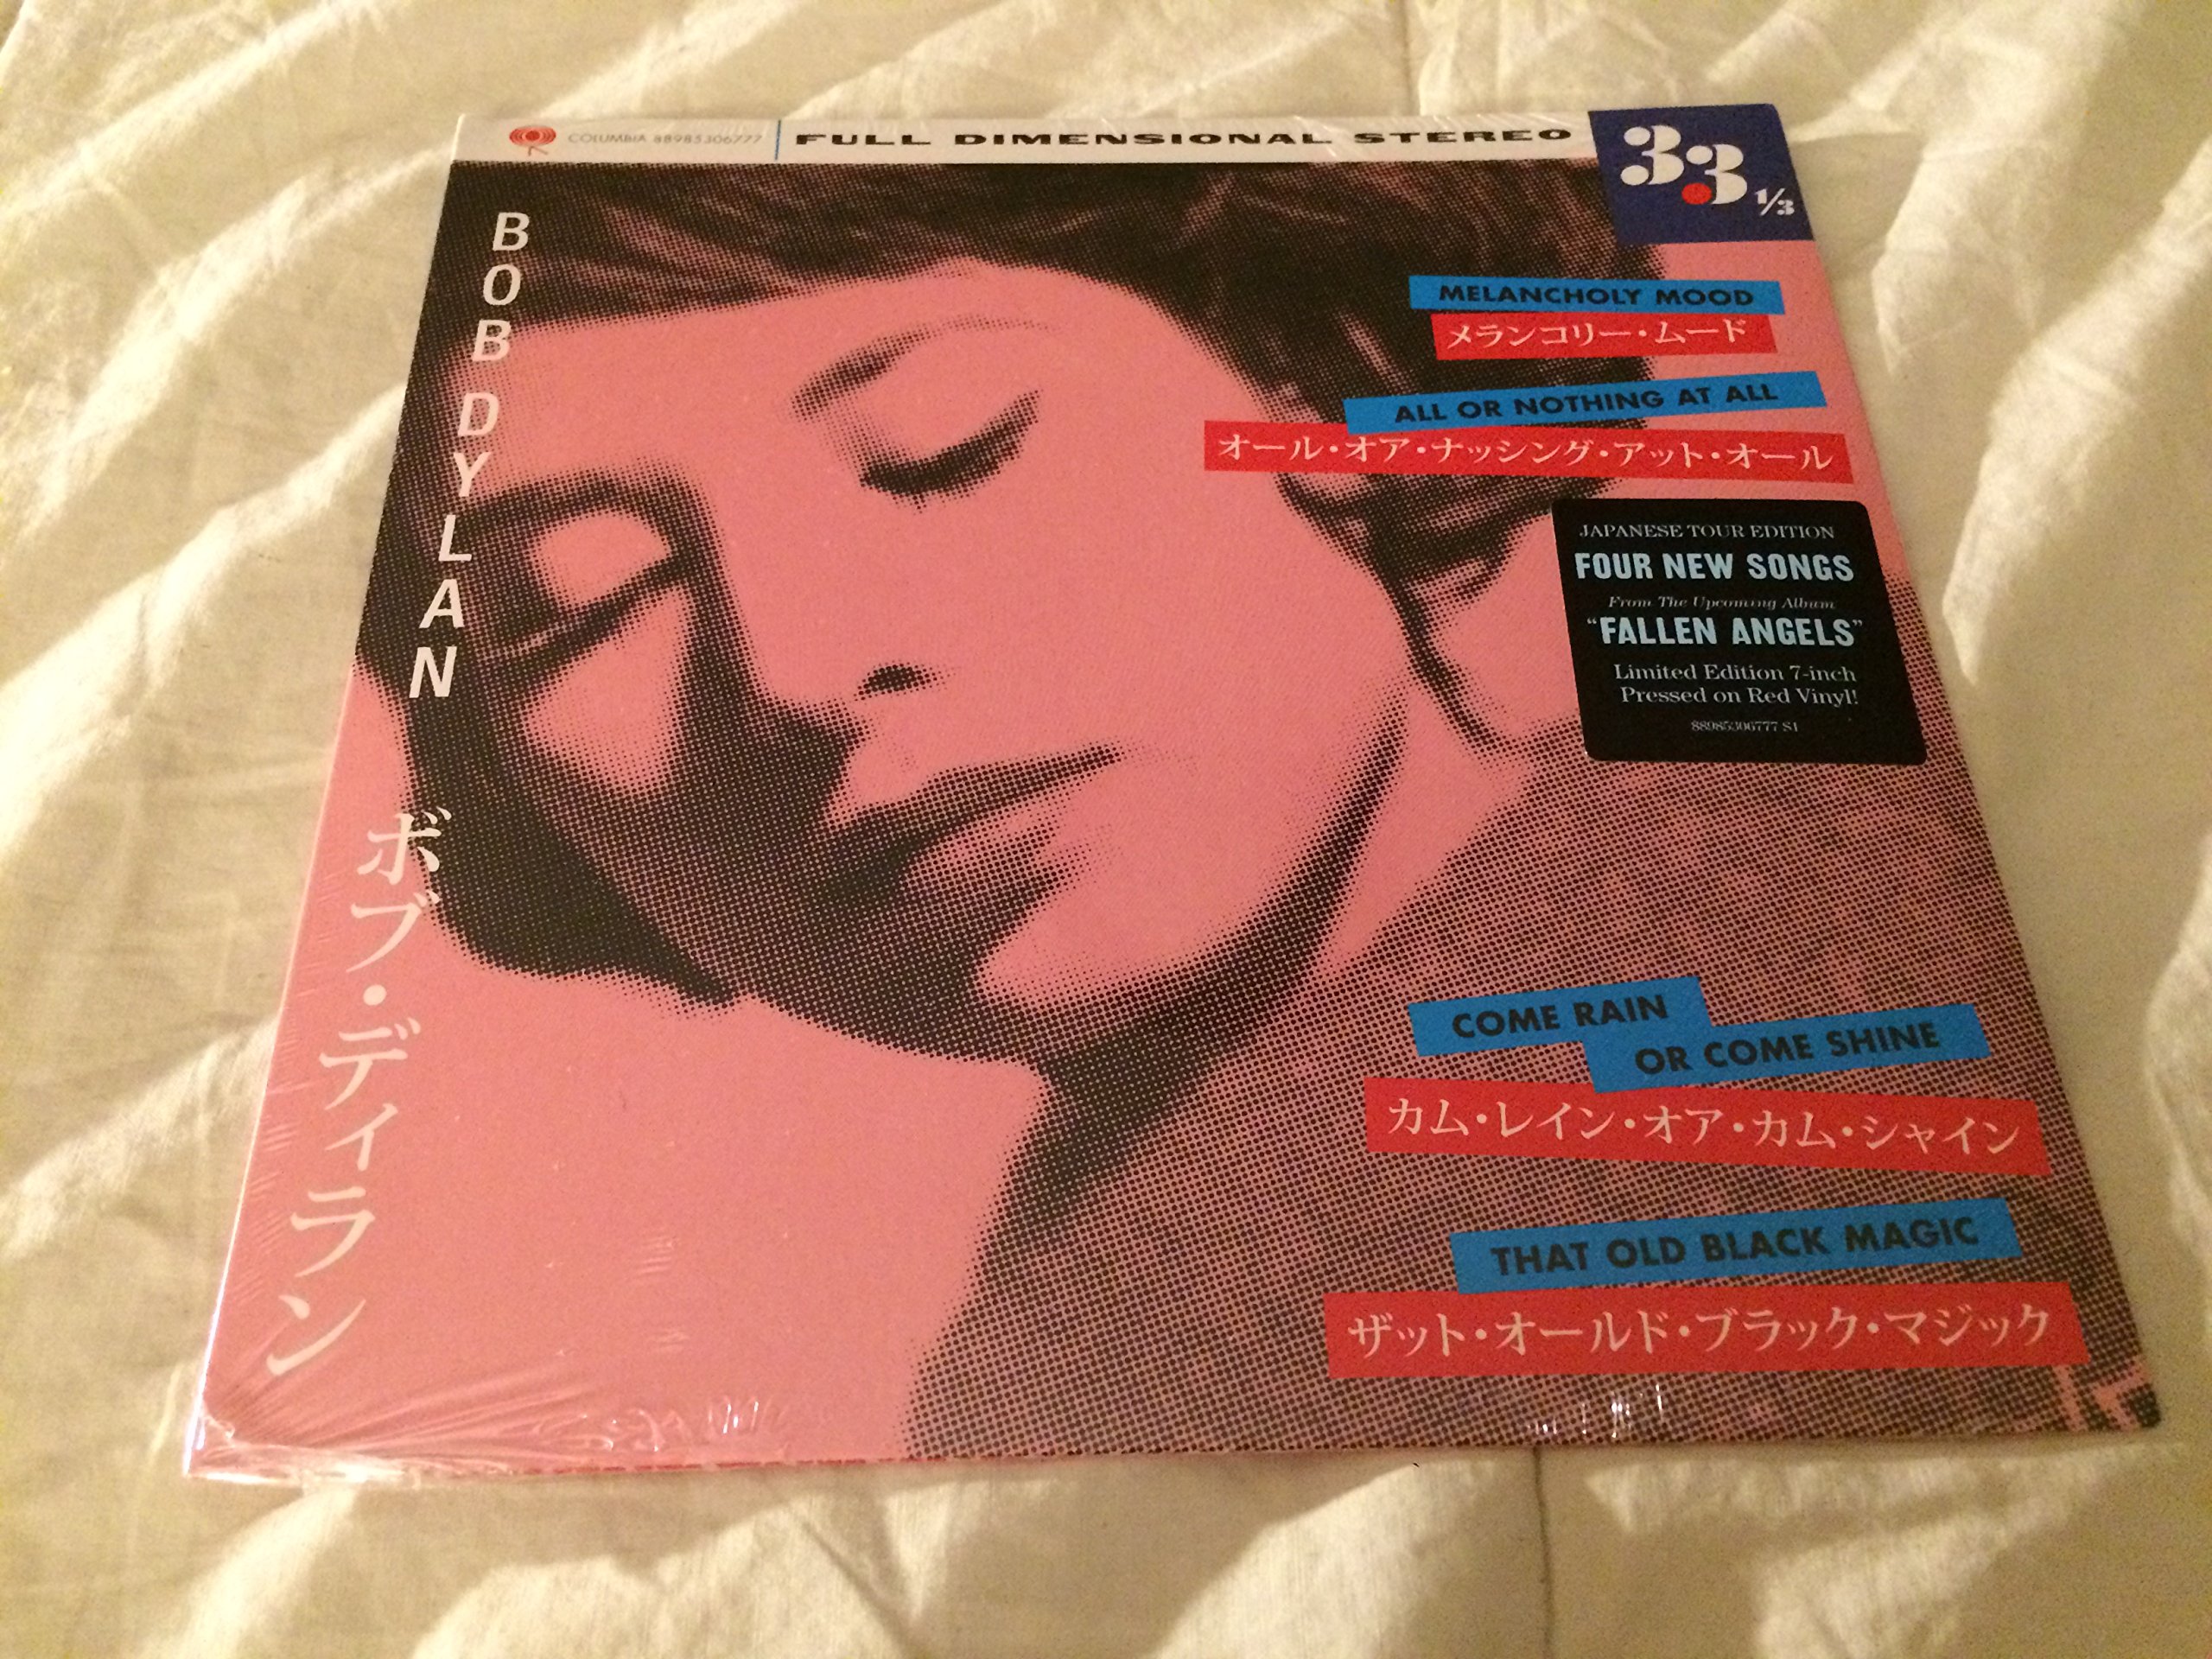 COLUMBIA 88985306777
FULL DIMENSIONAL STEREO
33 1/3
BOB DYLAN
ボブ・ディラン
MELANCHOLY MOOD
メランコリー・ムード
ALL OR NOTHING AT ALL
オール・オア・ナッシング・アット・オール
JAPANESE TOUR EDITION
FOUR NEW SONGS
From The Upcoming Album
"FALLEN ANGELS"
Limited Edition 7-inch
Pressed on Red Vinyl!
88985306777 S1
COME RAIN
OR COME SHINE
カム・レイン・オア・カム・シャイン
THAT OLD BLACK MAGIC
ザット・オールド・ブラック・マジック